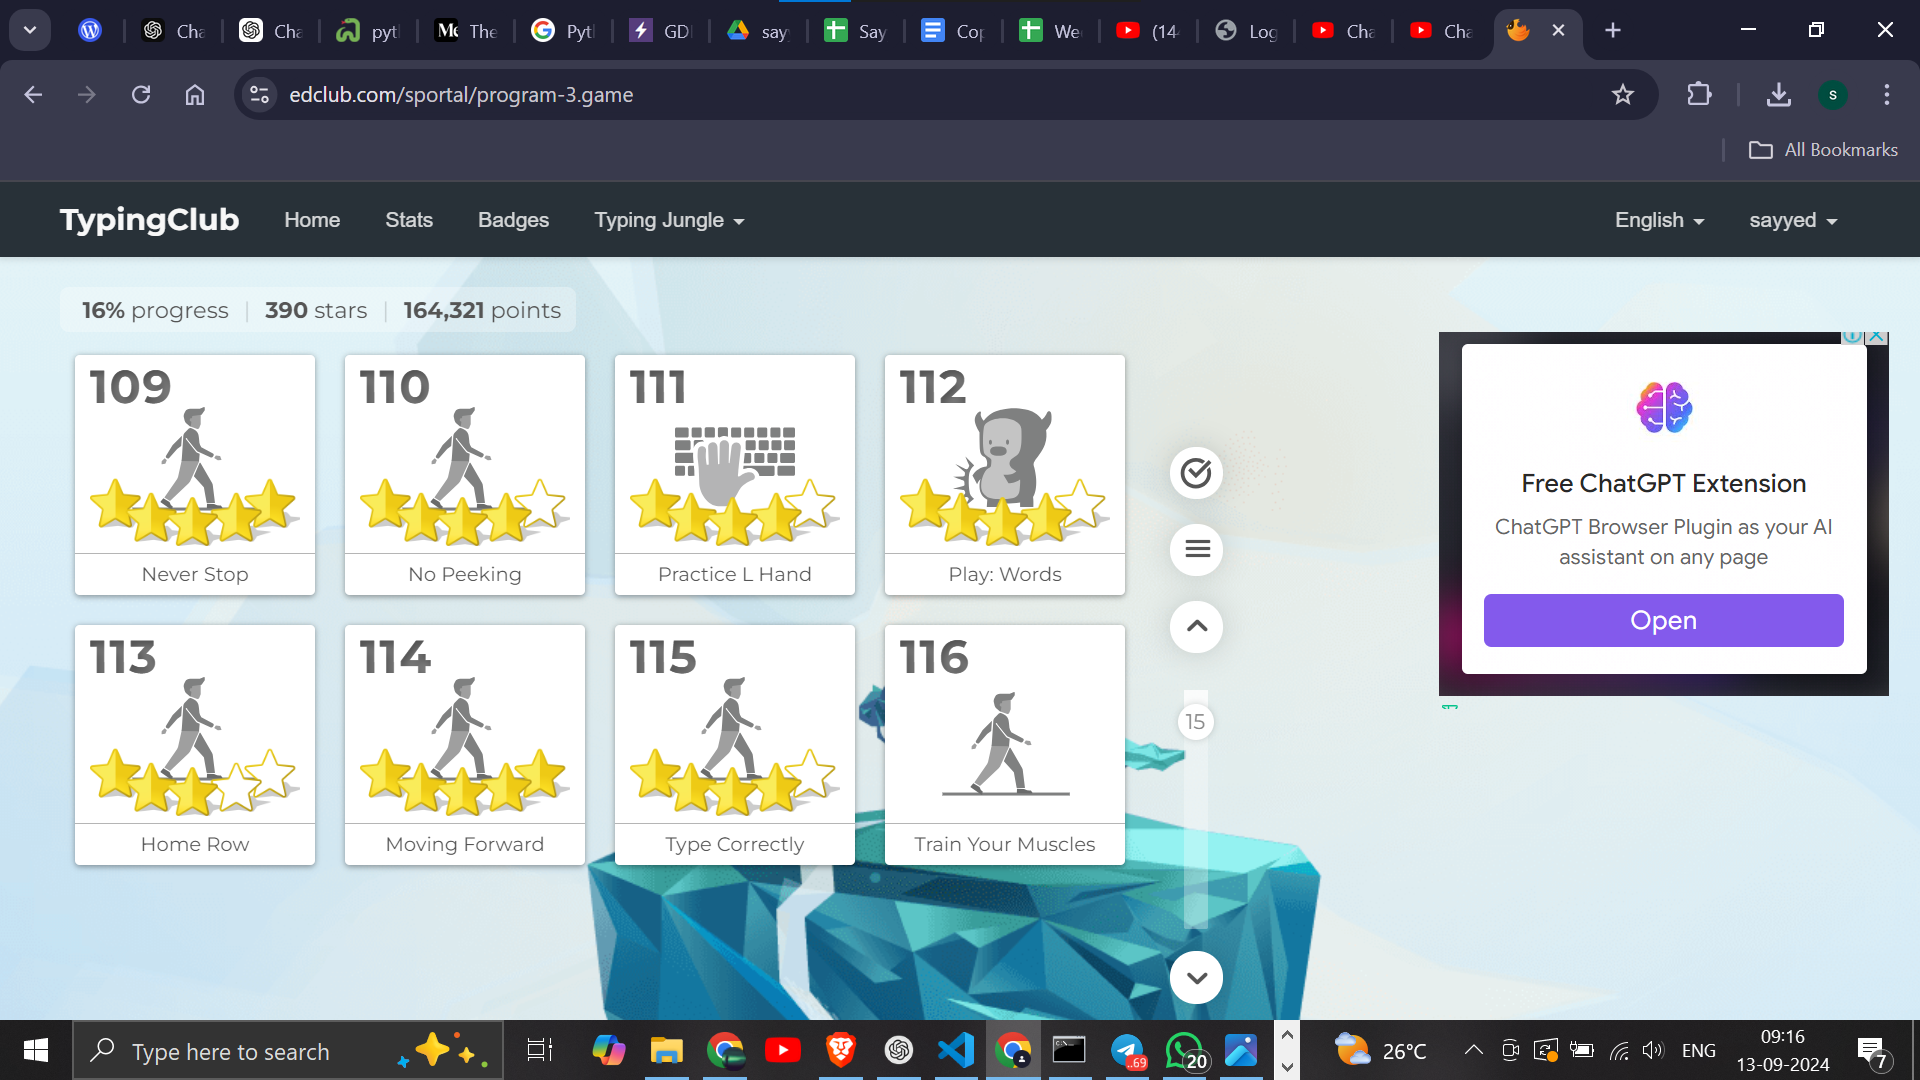 Cha
Cha
pyt
Me The
Pyt
GD
say
Say
Cop
We
(14
Log
Cha
Cha
edclub.com/sportal/program-3.game
s
All Bookmarks
TypingClub Home Stats Badges Typing Jungle English sayyed
16% progress 390 stars 164,321 points
109 110 111 112
Never Stop No Peeking Practice L Hand Play: Words
113 114 115 116
Home Row Moving Forward Type Correctly Train Your Muscles
15
Free ChatGPT Extension
ChatGPT Browser Plugin as your AI
assistant on any page
Open
Type here to search
..69
20
26°C
ENG
09:16
13-09-2024
7